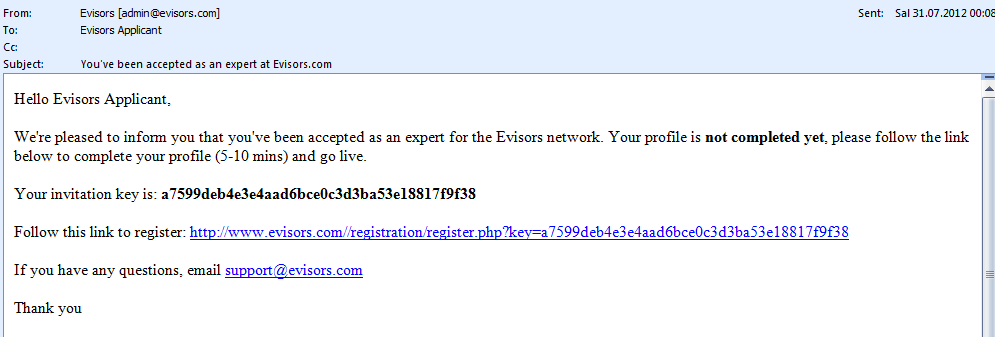 From: Evisors [admin@evisors.com] Sent: Sal 31.07.2012 00:08
To: Evisors Applicant
Cc:
Subject: You've been accepted as an expert at Evisors.com
Hello Evisors Applicant,
We're pleased to inform you that you've been accepted as an expert for the Evisors network. Your profile is not completed yet, please follow the link
below to complete your profile (5-10 mins) and go live.
Your invitation key is: a7599deb4e3e4aad6bce0c3d3ba53e18817f9f38
Follow this link to register: http://www.evisors.com//registration/register.php?key=a7599deb4e3e4aad6bce0c3d3ba53e18817f9f38
If you have any questions, email support@evisors.com
Thank you